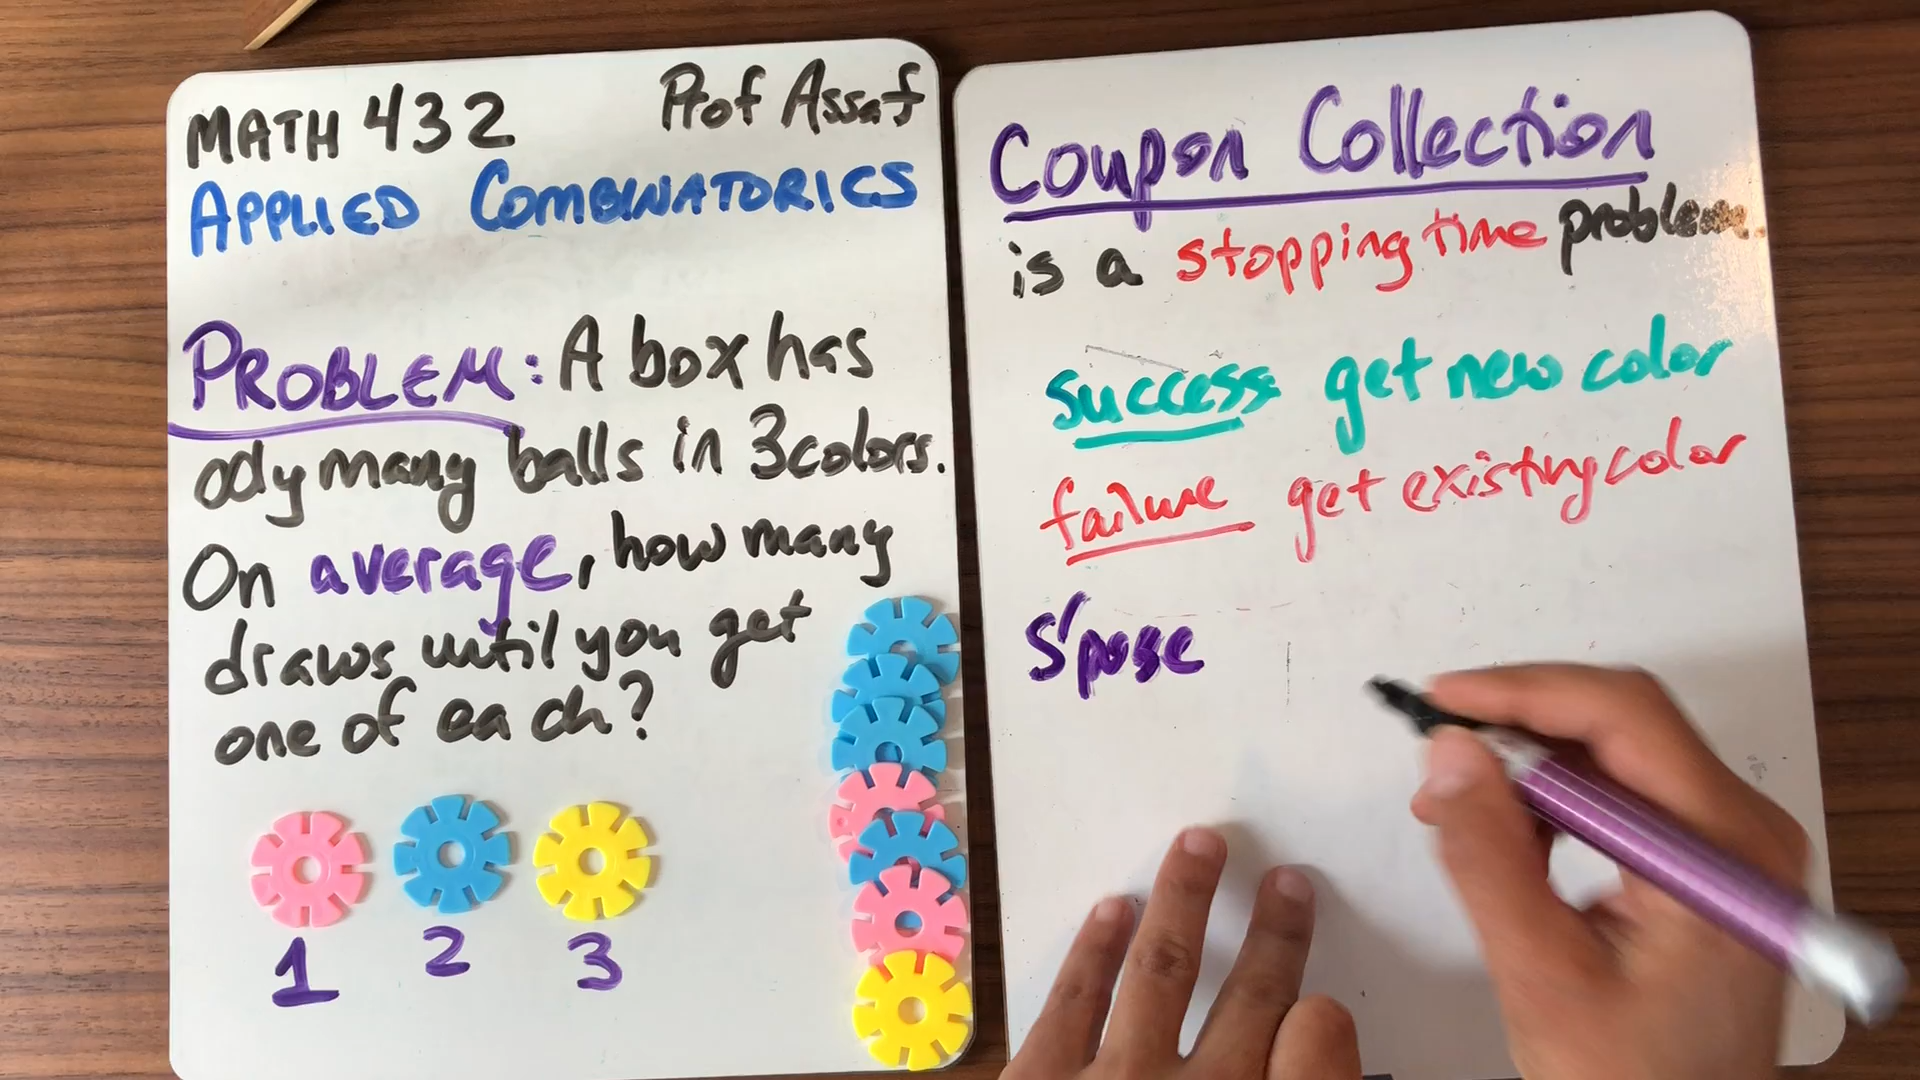 MATH 432 Prof Assaf
APPLIED COMBINATORICS
PROBLEM: A box has
ody many balls in 3 colors.
On average, how many
draws until you get
one of each?
1 2 3
Coupon Collection
is a stopping time problem.
success get new color
failure get existing color
S'pose